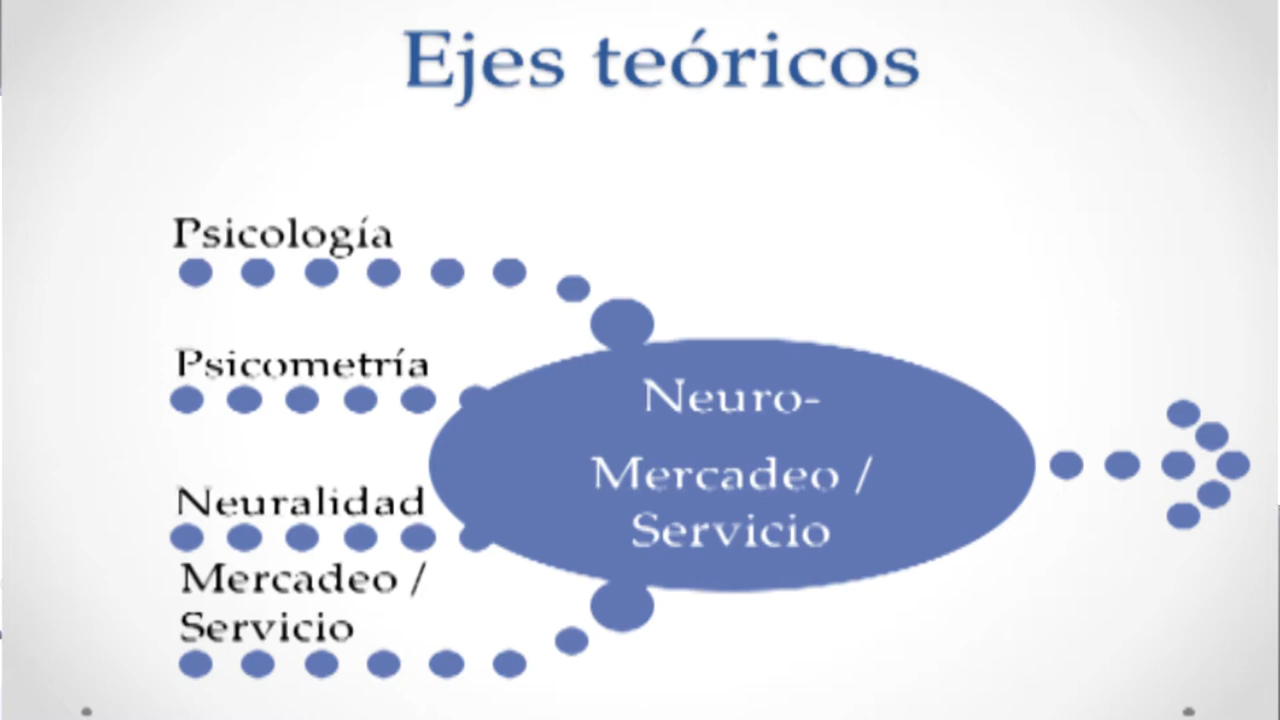 Ejes teóricos
Psicología
Psicometría
Neuro-
Mercadeo /
Servicio
Neuralidad
Mercadeo /
Servicio